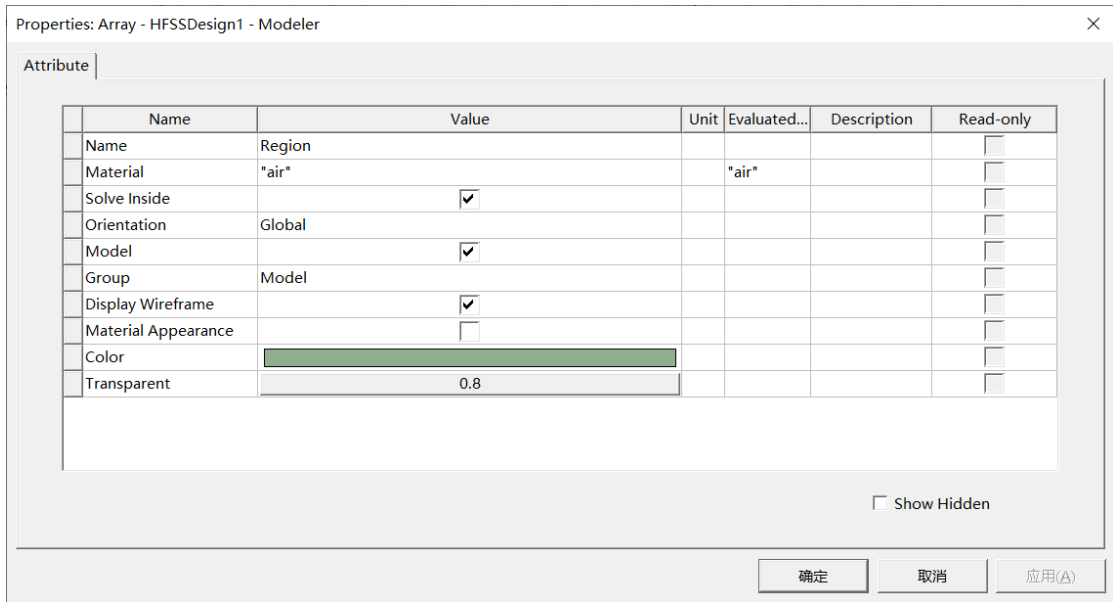 Properties: Array - HFSSDesign1 - Modeler
Attribute
Name Value Unit Evaluated... Description Read-only
Name Region
Material "air" "air"
Solve Inside
Orientation Global
Model
Group Model
Display Wireframe
Material Appearance
Color
Transparent 0.8
Show Hidden
确定 取消 应用(A)